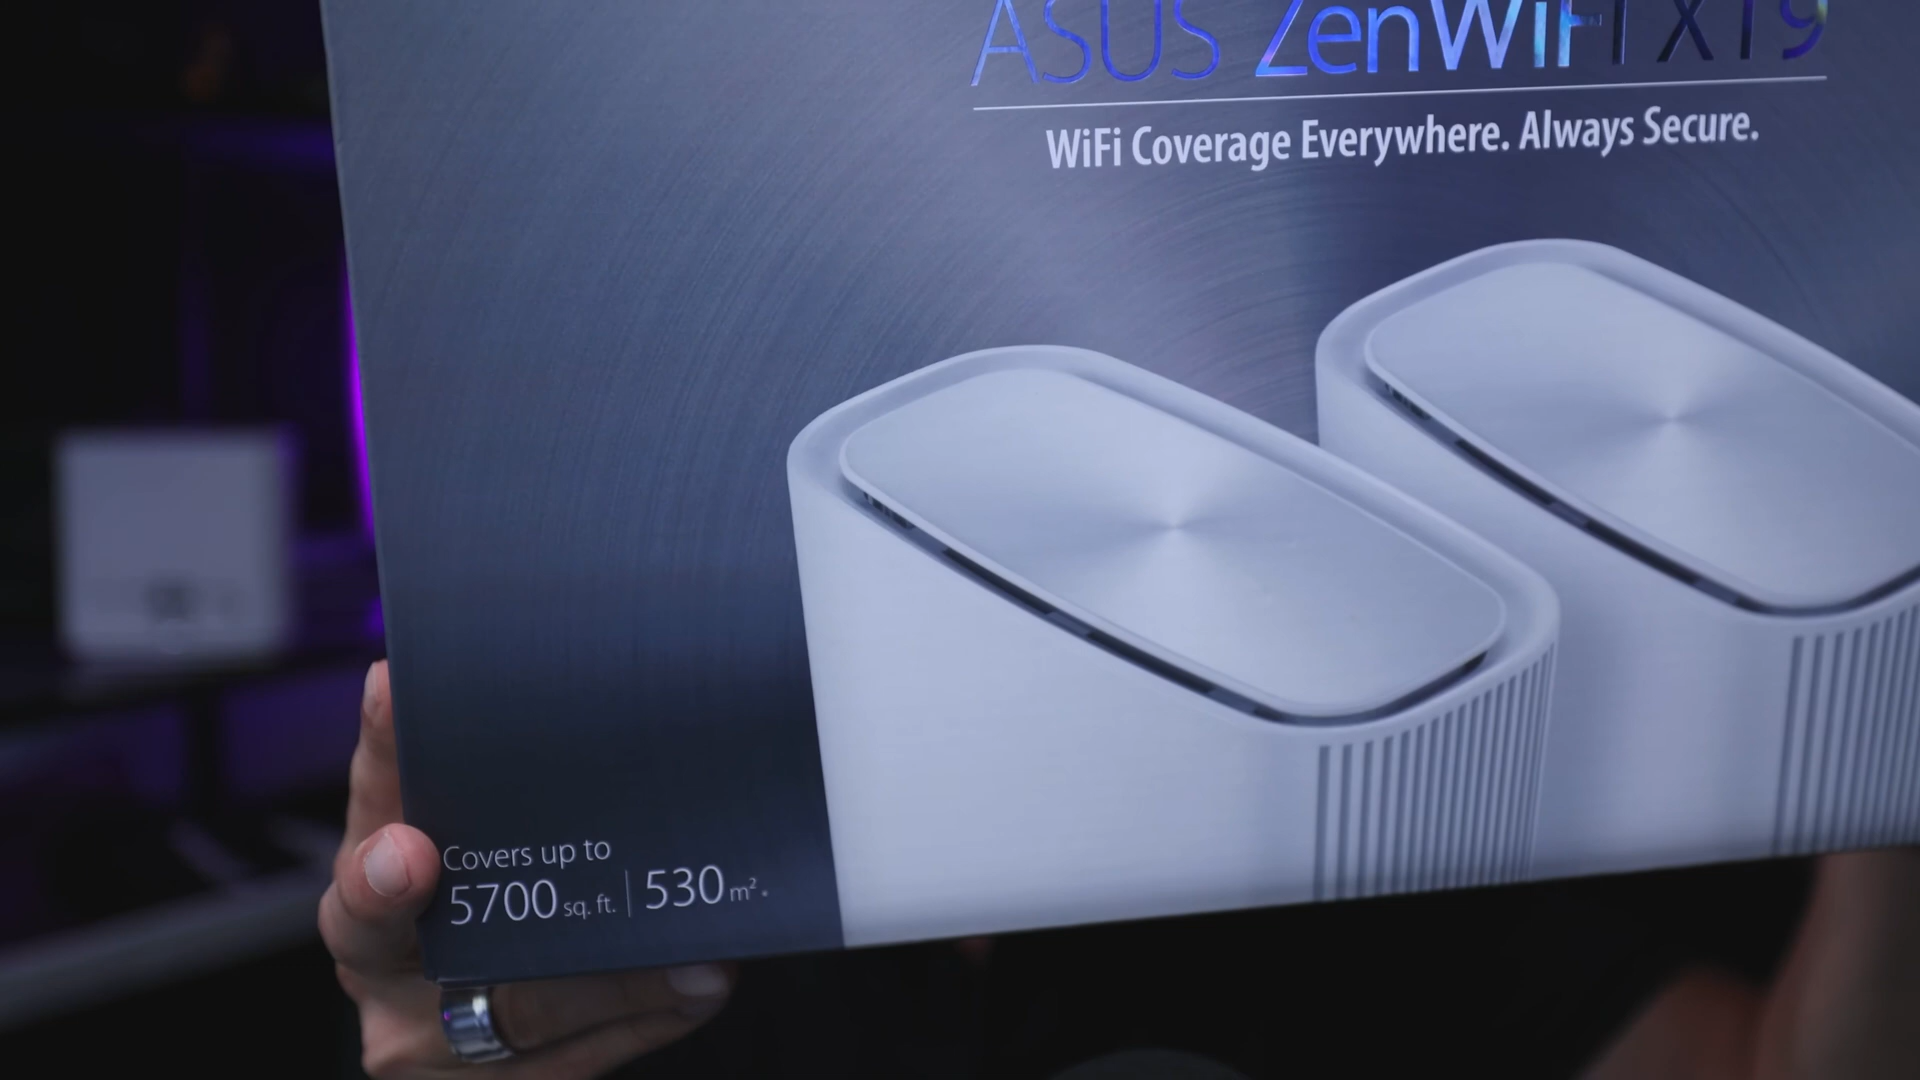 ASUS ZenWiFi XT9
WiFi Coverage Everywhere. Always Secure.
Covers up to
5700 sq. ft. | 530 m².